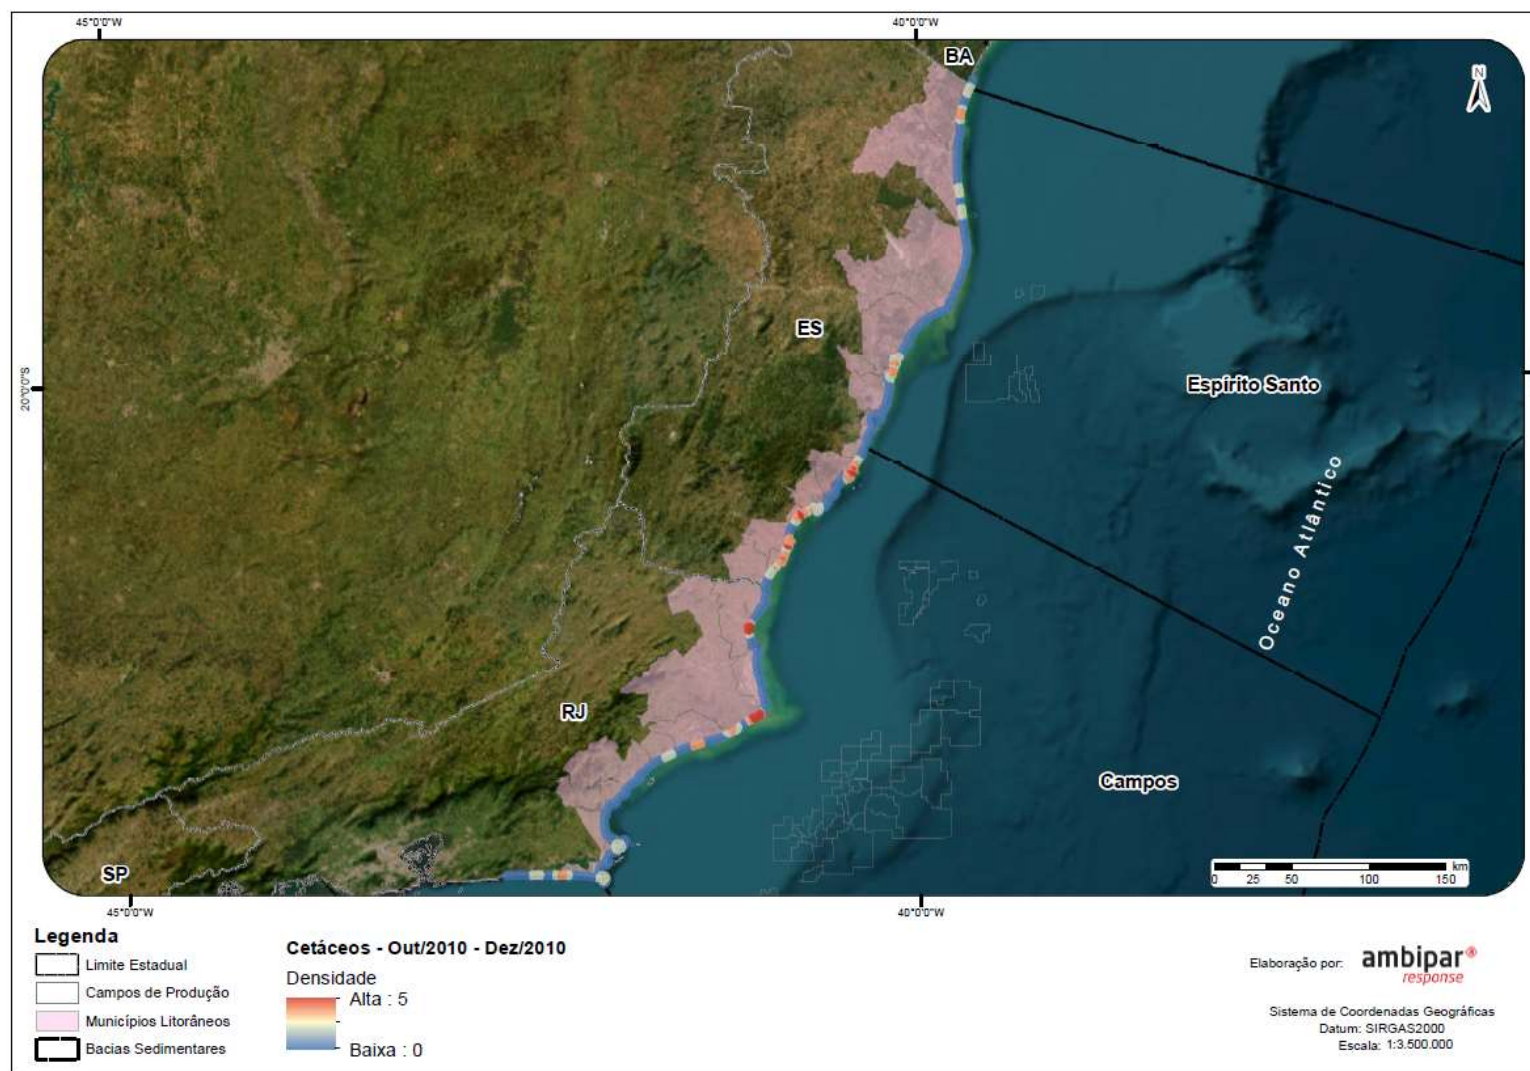 45°0'0"W
40°0'0"W
BA
N
ES
20°0'0"S
Espírito Santo
Oceano Atlântico
RJ
Campos
SP
km
0 25 50 100 150
45°0'0"W
40°0'0"W
Legenda
Limite Estadual
Campos de Produção
Municípios Litorâneos
Bacias Sedimentares
Cetáceos - Out/2010 - Dez/2010
Densidade
Alta : 5
Baixa : 0
Elaboração por:
ambipar®
response
Sistema de Coordenadas Geográficas
Datum: SIRGAS2000
Escala: 1:3.500.000